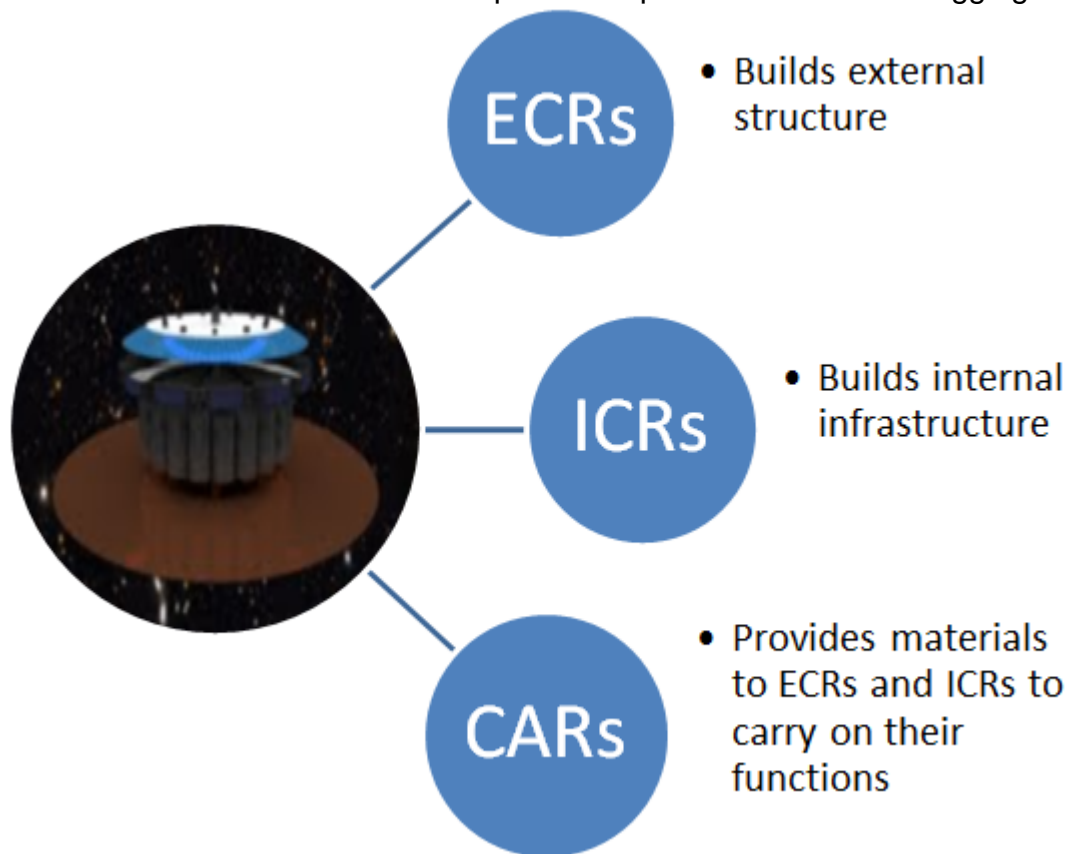 ECRs
• Builds external
structure
ICRs
• Builds internal
infrastructure
CARs
• Provides materials
to ECRs and ICRs to
carry on their
functions